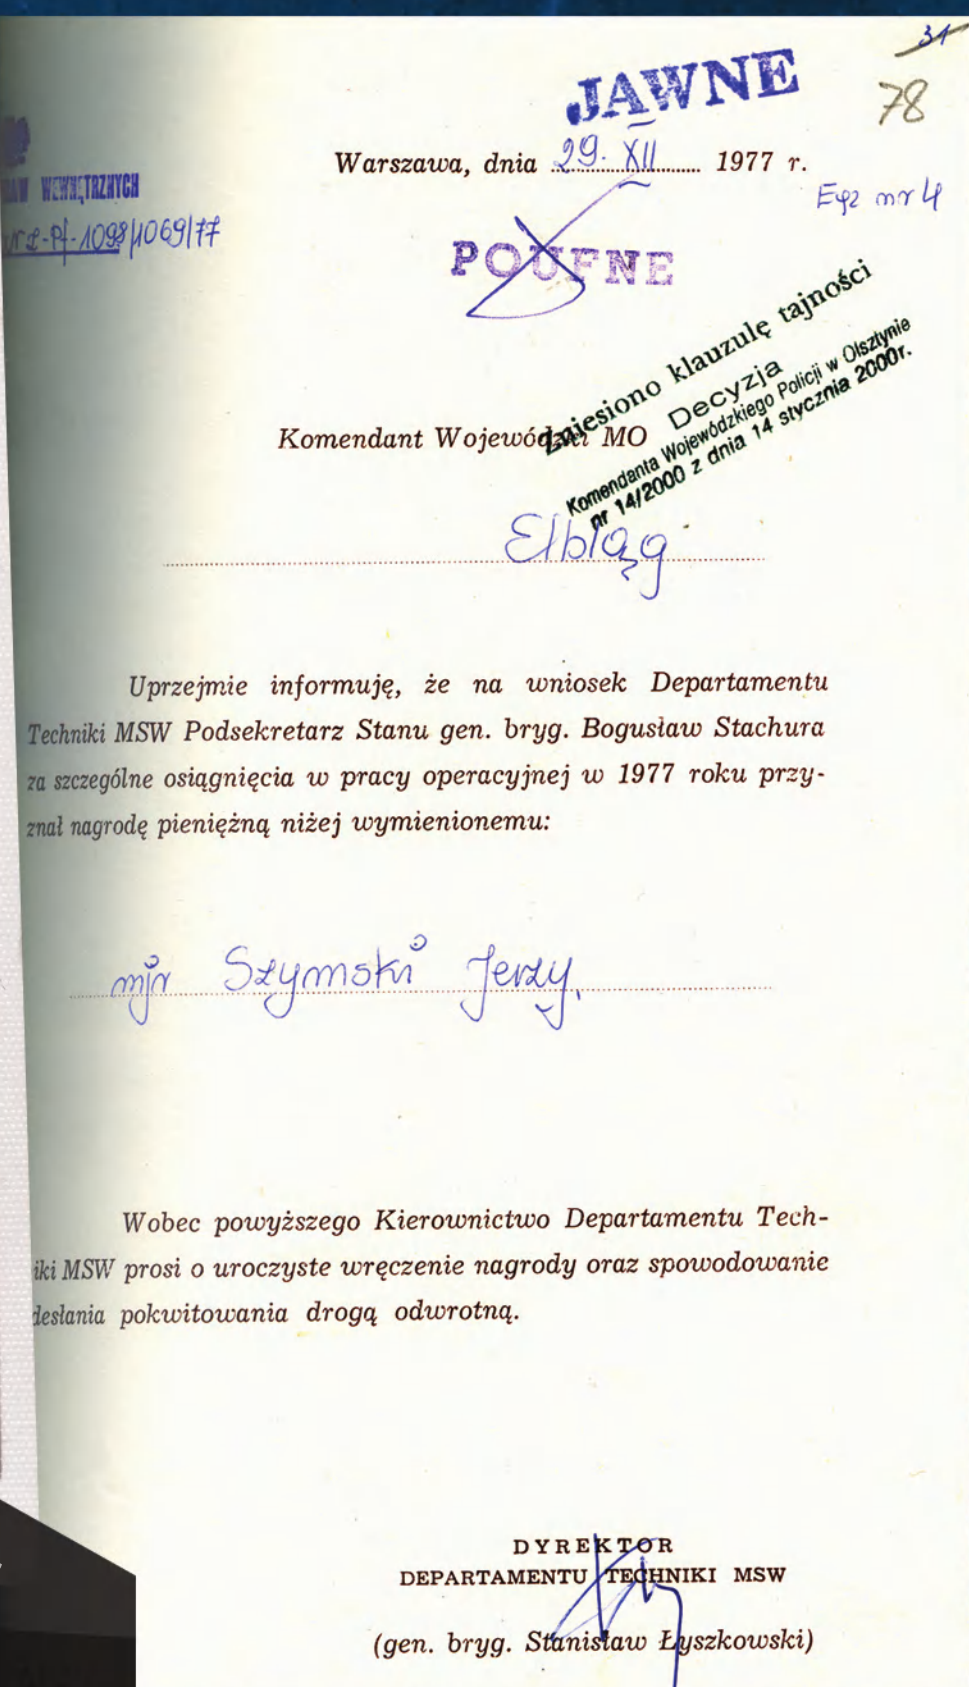 31
JAWNE
78
Warszawa, dnia 29. XII 1977 r.
WEWNĘTRZNYCH
Egz nr 4
1098/1069/77
POUFNE
Zniesiono klauzulę tajności
Decyzja
Komendanta Wojewódzkiego Policji w Olsztynie
nr 14/2000 z dnia 14 stycznia 2000r.
Komendant Wojewódzki MO
Elbląg
Uprzejmie informuję, że na wniosek Departamentu
Techniki MSW Podsekretarz Stanu gen. bryg. Bogusław Stachura
za szczególne osiągnięcia w pracy operacyjnej w 1977 roku przy-
znał nagrodę pieniężną niżej wymienionemu:
mjr Szymski Jerzy.
Wobec powyższego Kierownictwo Departamentu Tech-
iki MSW prosi o uroczyste wręczenie nagrody oraz spowodowanie
desłania pokwitowania drogą odwrotną.
DYREKTOR
DEPARTAMENTU TECHNIKI MSW
(gen. bryg. Stanisław Łyszkowski)